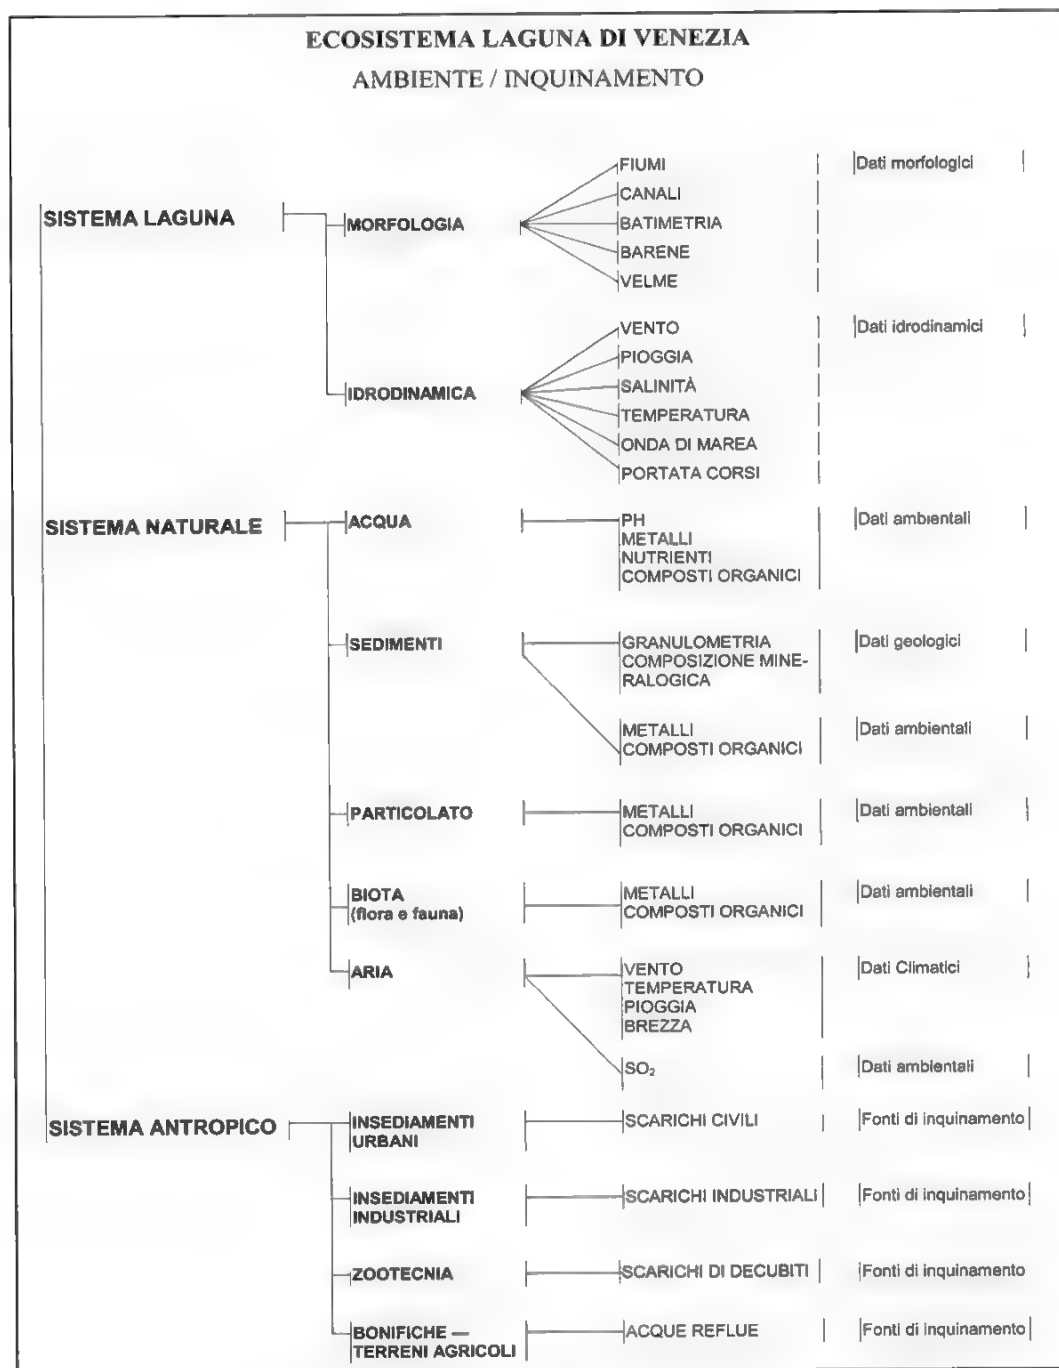 ECOSISTEMA LAGUNA DI VENEZIA
AMBIENTE / INQUINAMENTO
FIUMI Dati morfologici
CANALI
SISTEMA LAGUNA MORFOLOGIA BATIMETRIA
BARENE
VELME
VENTO Dati idrodinamici
PIOGGIA
IDRODINAMICA SALINITÀ
TEMPERATURA
ONDA DI MAREA
PORTATA CORSI
SISTEMA NATURALE ACQUA PH Dati ambientali
METALLI
NUTRIENTI
COMPOSTI ORGANICI
SEDIMENTI GRANULOMETRIA Dati geologici
COMPOSIZIONE MINE-
RALOGICA
METALLI Dati ambientali
COMPOSTI ORGANICI
PARTICOLATO METALLI Dati ambientali
COMPOSTI ORGANICI
BIOTA METALLI Dati ambientali
(flora e fauna) COMPOSTI ORGANICI
ARIA VENTO Dati Climatici
TEMPERATURA
PIOGGIA
BREZZA
SO₂ Dati ambientali
SISTEMA ANTROPICO INSEDIAMENTI SCARICHI CIVILI Fonti di inquinamento
URBANI
INSEDIAMENTI SCARICHI INDUSTRIALI Fonti di inquinamento
INDUSTRIALI
ZOOTECNIA SCARICHI DI DECUBITI Fonti di inquinamento
BONIFICHE — ACQUE REFLUE Fonti di inquinamento
TERRENI AGRICOLI